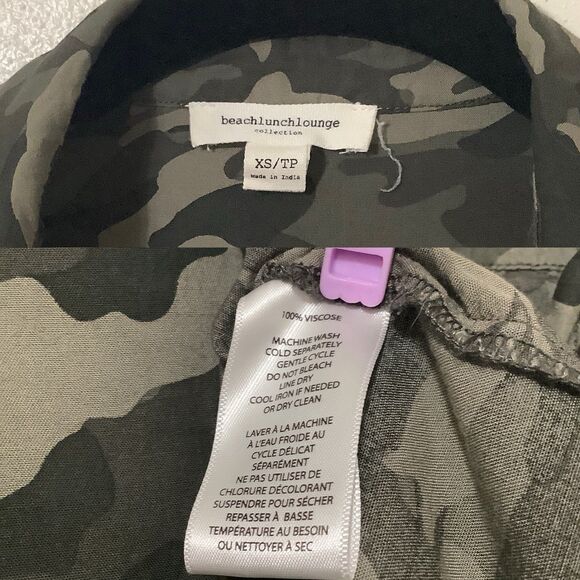 beachlunchlounge
collection
XS/TP
Made in India
100% VISCOSE
MACHINE WASH
COLD SEPARATELY
GENTLE CYCLE
DO NOT BLEACH
LINE DRY
COOL IRON IF NEEDED
OR DRY CLEAN
LAVER À LA MACHINE
À L'EAU FROIDE AU
CYCLE DÉLICAT
SÉPARÉMENT
NE PAS UTILISER DE
CHLORURE DÉCOLORANT
SUSPENDRE POUR SÉCHER
REPASSER À BASSE
TEMPÉRATURE AU BESOIN
OU NETTOYER À SEC